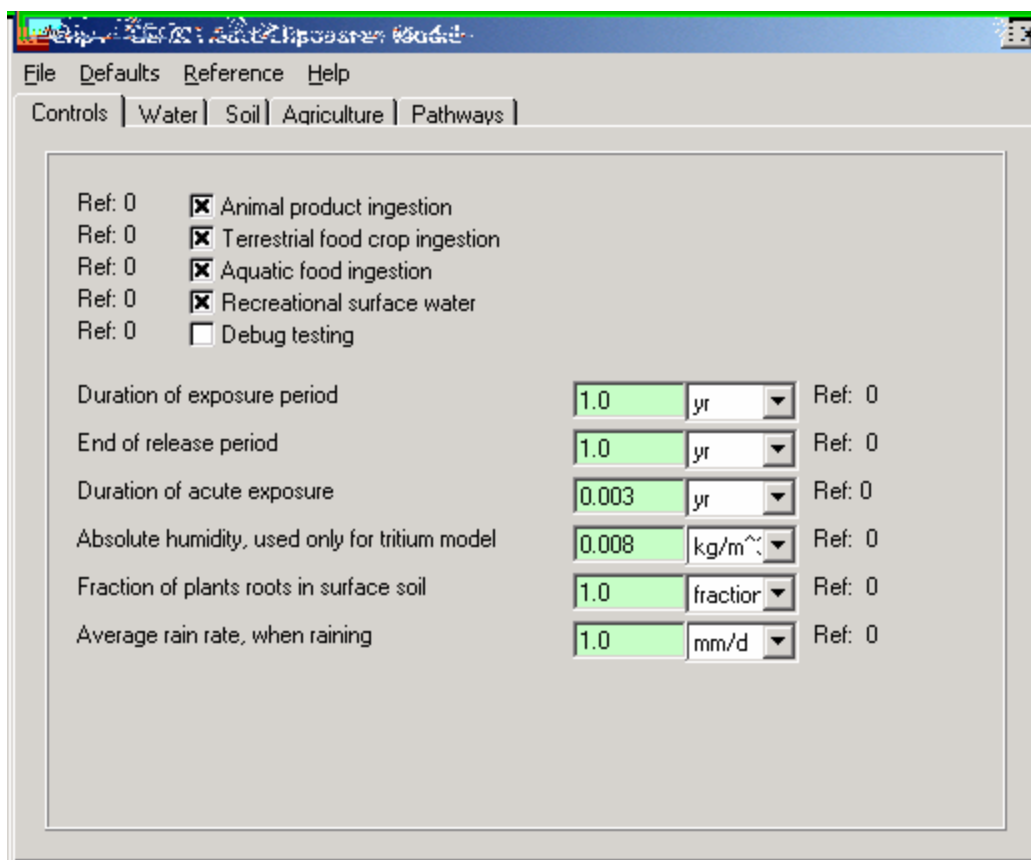 File Defaults Reference Help
Controls Water Soil Agriculture Pathways
Ref: 0 Animal product ingestion
Ref: 0 Terrestrial food crop ingestion
Ref: 0 Aquatic food ingestion
Ref: 0 Recreational surface water
Ref: 0 Debug testing
Duration of exposure period 1.0 yr Ref: 0
End of release period 1.0 yr Ref: 0
Duration of acute exposure 0.003 yr Ref: 0
Absolute humidity, used only for tritium model 0.008 kg/m^ Ref: 0
Fraction of plants roots in surface soil 1.0 fraction Ref: 0
Average rain rate, when raining 1.0 mm/d Ref: 0